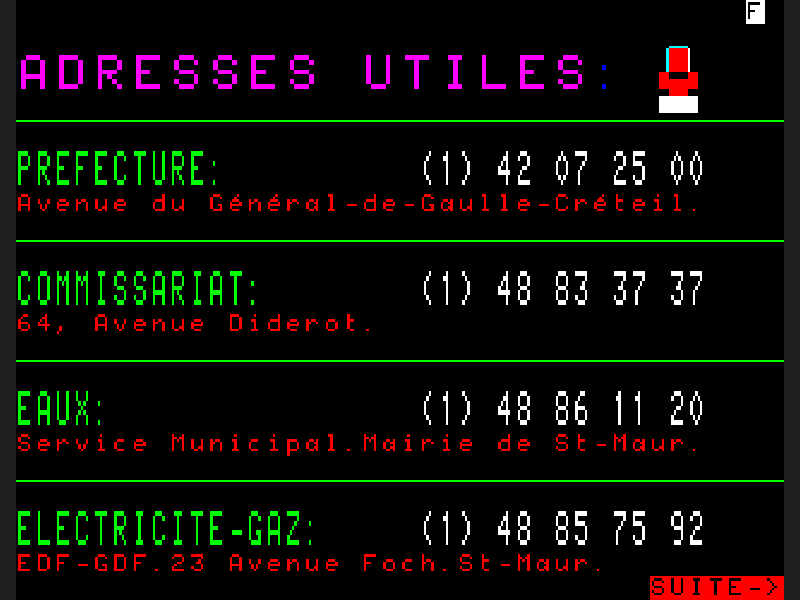 F
ADRESSES UTILES:
PREFECTURE: (1) 42 07 25 00
Avenue du Général-de-Gaulle-Créteil.
COMMISSARIAT: (1) 48 83 37 37
64, Avenue Diderot.
EAUX: (1) 48 86 11 20
Service Municipal.Mairie de St-Maur.
ELECTRICITE-GAZ: (1) 48 85 75 92
EDF-GDF.23 Avenue Foch.St-Maur.
SUITE->